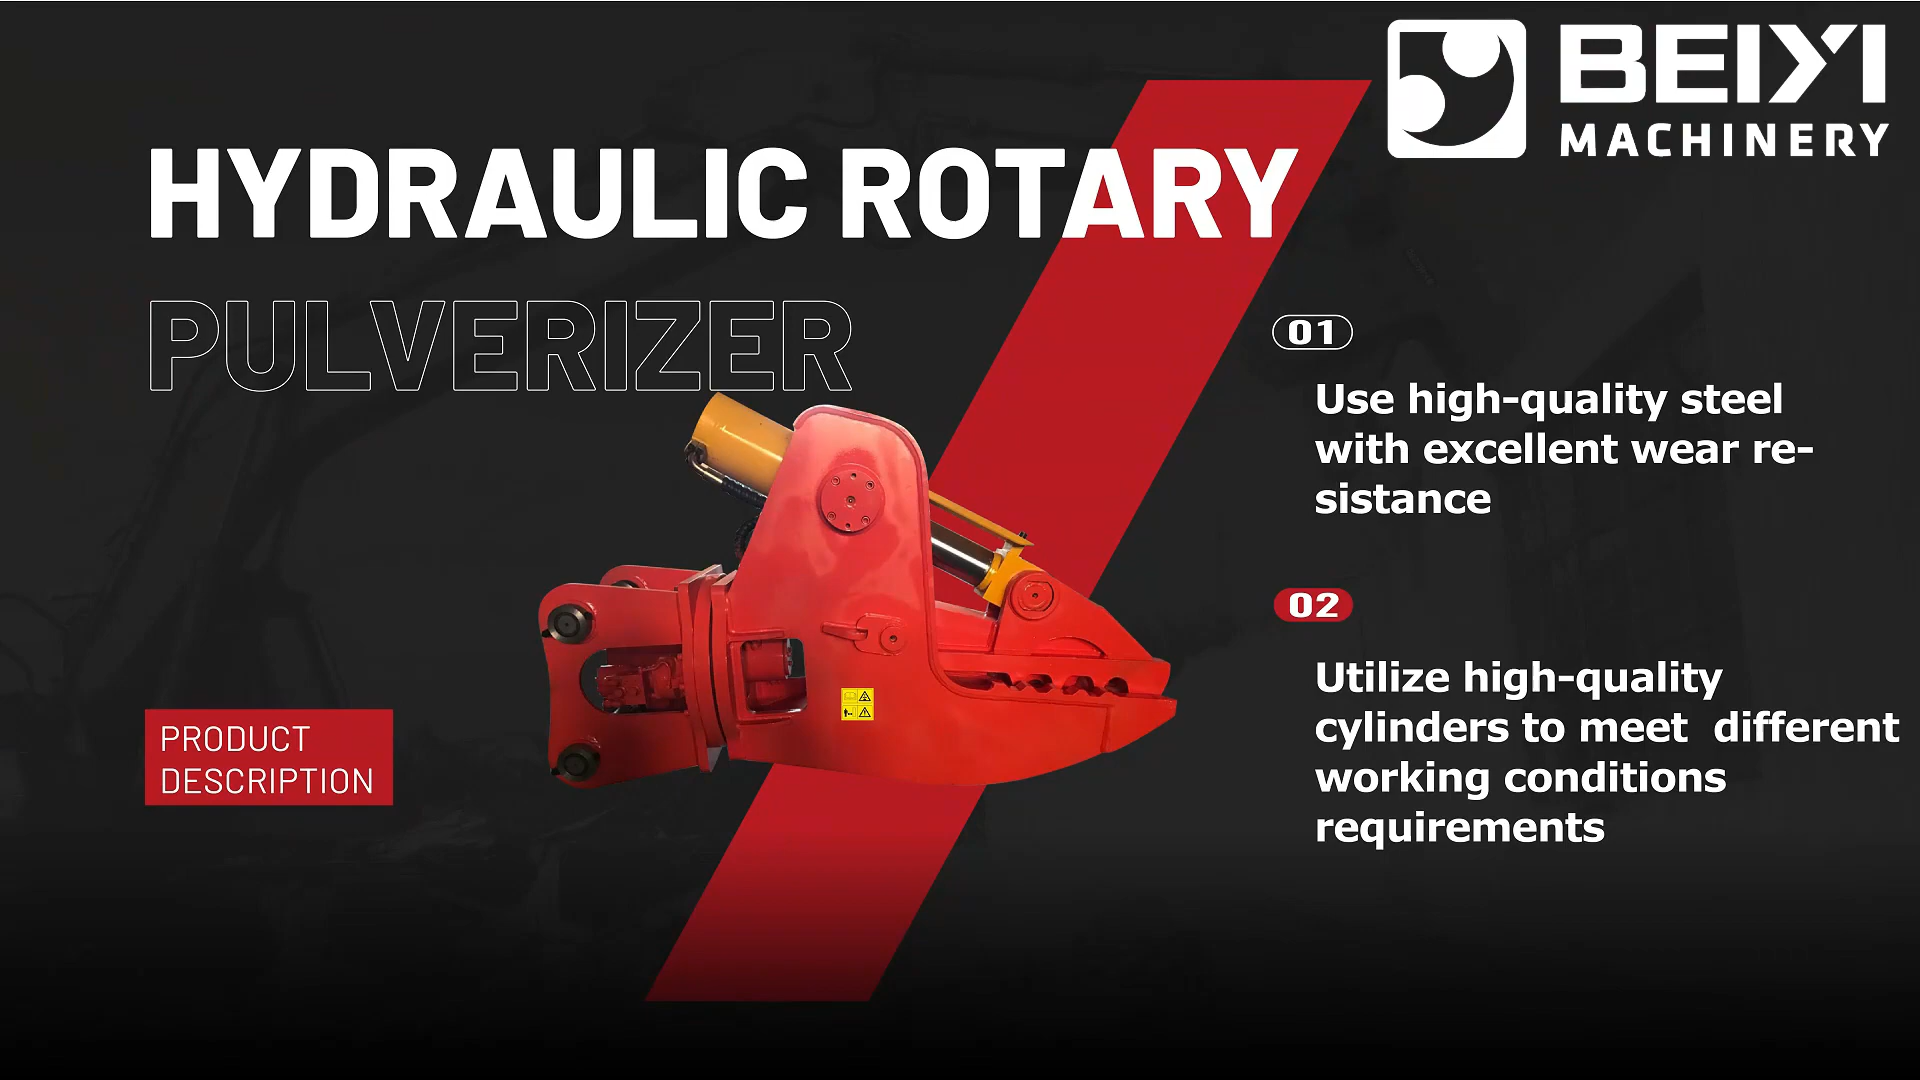 BEIYI
MACHINERY
HYDRAULIC ROTARY
PULVERIZER
01
Use high-quality steel
with excellent wear re-
sistance
02
Utilize high-quality
cylinders to meet  different
working conditions
requirements
PRODUCT
DESCRIPTION